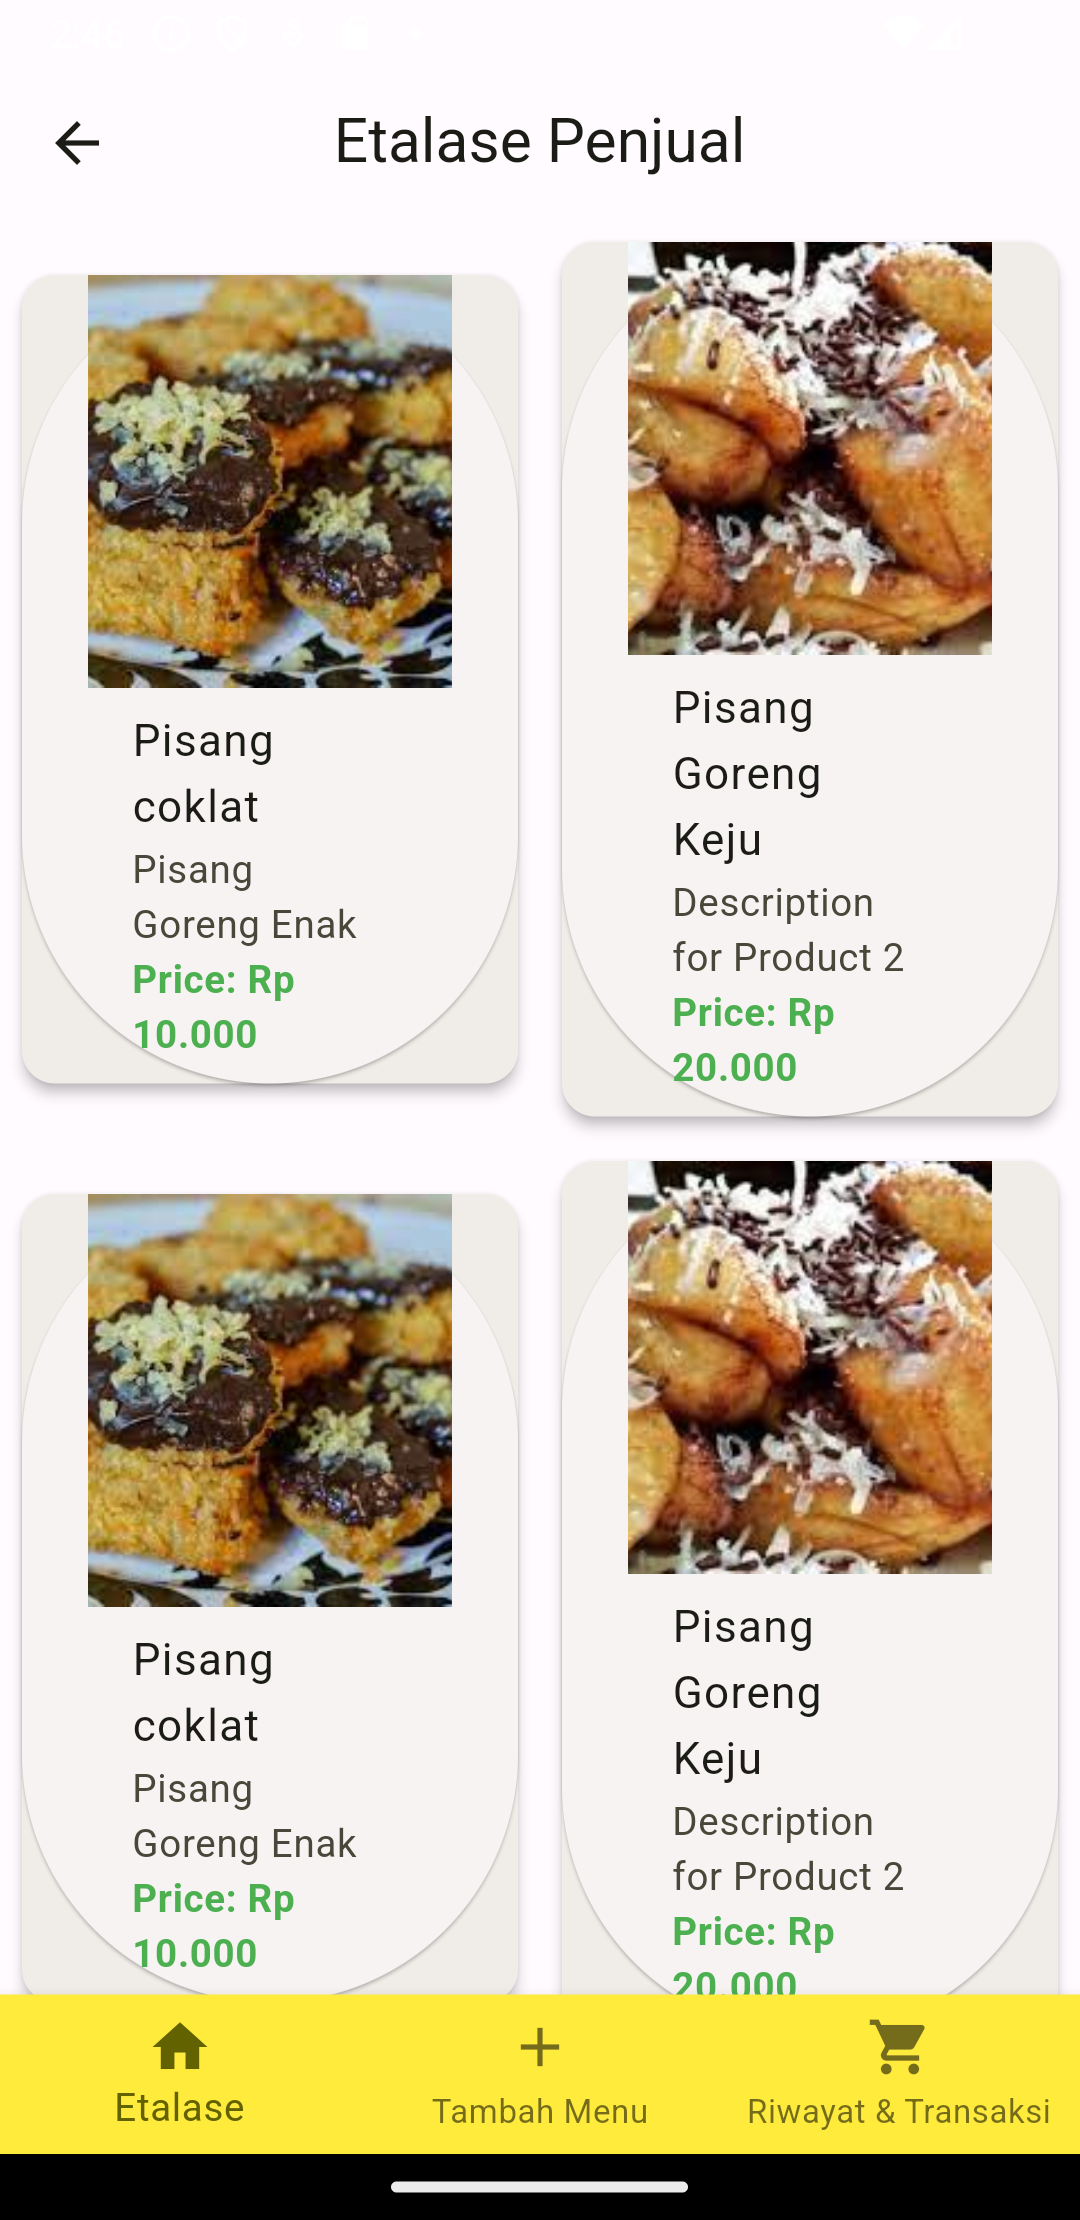 Etalase Penjual
Pisang
coklat
Pisang
Goreng Enak
Price: Rp
10.000
Pisang
Goreng
Keju
Description
for Product 2
Price: Rp
20.000
Pisang
coklat
Pisang
Goreng Enak
Price: Rp
10.000
Pisang
Goreng
Keju
Description
for Product 2
Price: Rp
20.000
Etalase
Tambah Menu
Riwayat & Transaksi